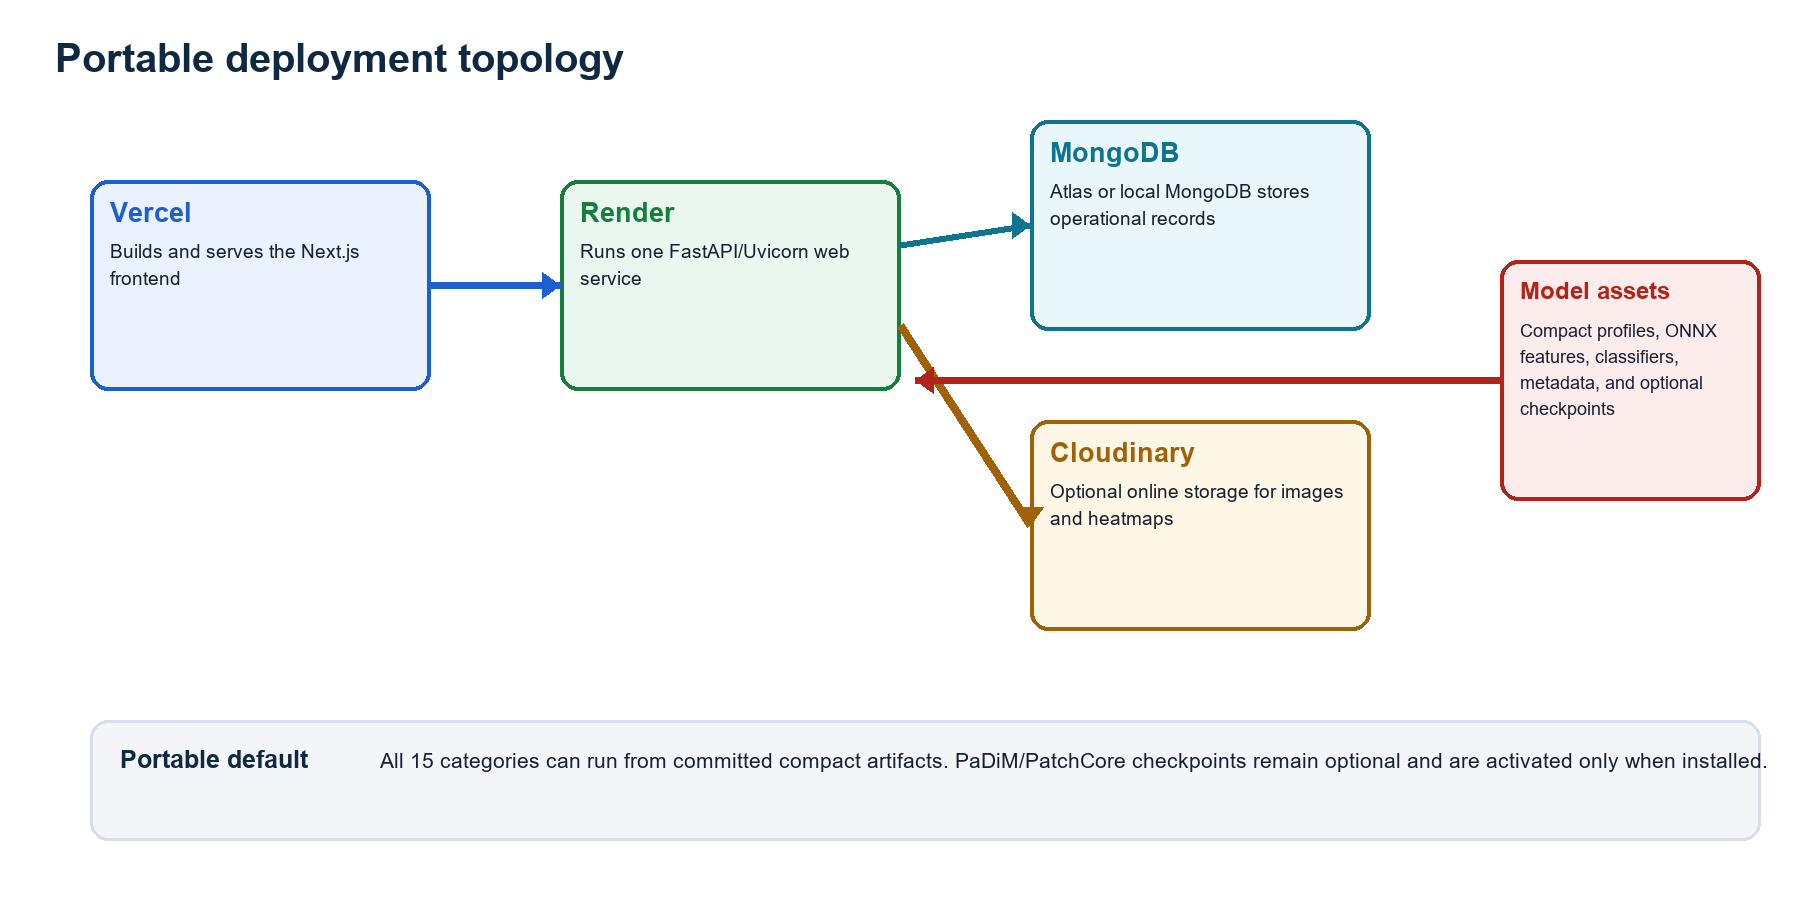 Portable deployment topology
Vercel
Builds and serves the Next.js
frontend
Render
Runs one FastAPI/Uvicorn web
service
MongoDB
Atlas or local MongoDB stores
operational records
Cloudinary
Optional online storage for images
and heatmaps
Model assets
Compact profiles, ONNX
features, classifiers,
metadata, and optional
checkpoints
Portable default
All 15 categories can run from committed compact artifacts. PaDiM/PatchCore checkpoints remain optional and are activated only when installed.